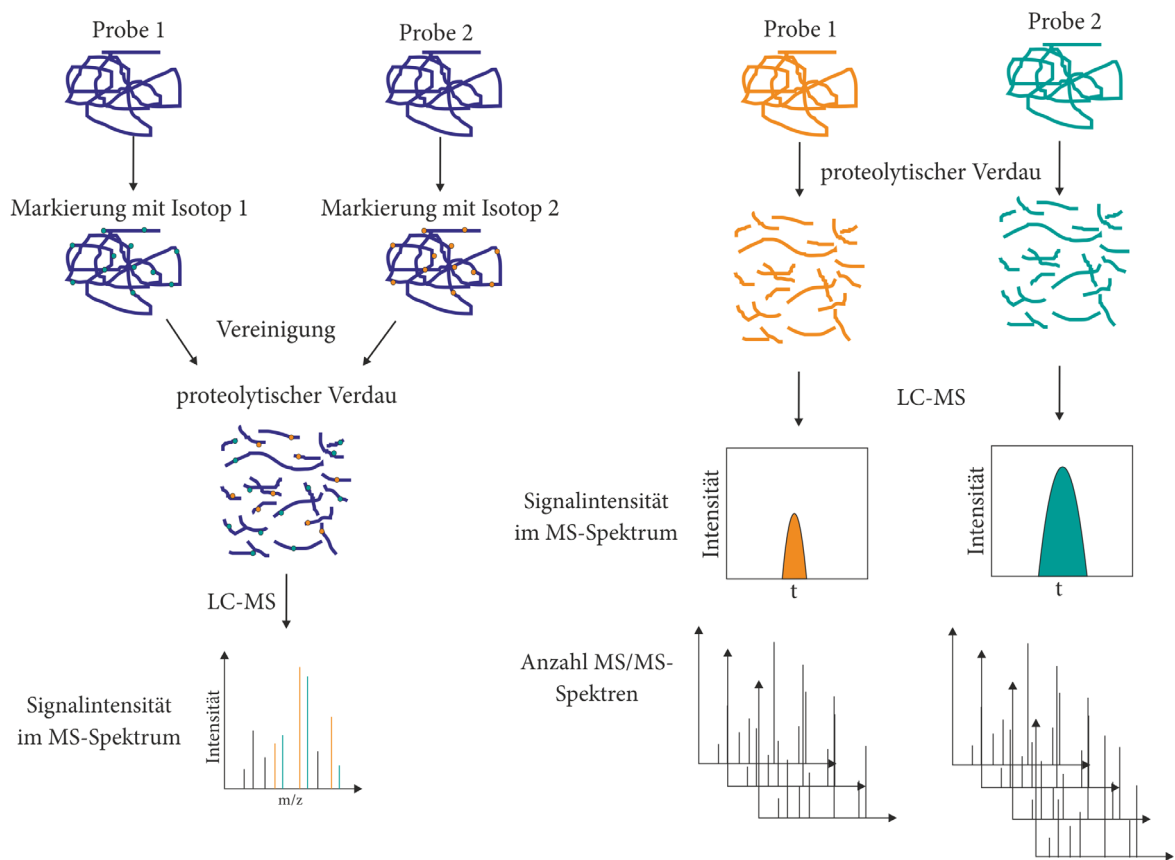 Probe 1
Probe 2
Markierung mit Isotop 1
Markierung mit Isotop 2
Vereinigung
proteolytischer Verdau
LC-MS
Signalintensität
im MS-Spektrum
Intensität
m/z
Probe 1
Probe 2
proteolytischer Verdau
LC-MS
Signalintensität
im MS-Spektrum
Intensität
t
Intensität
t
Anzahl MS/MS-
Spektren